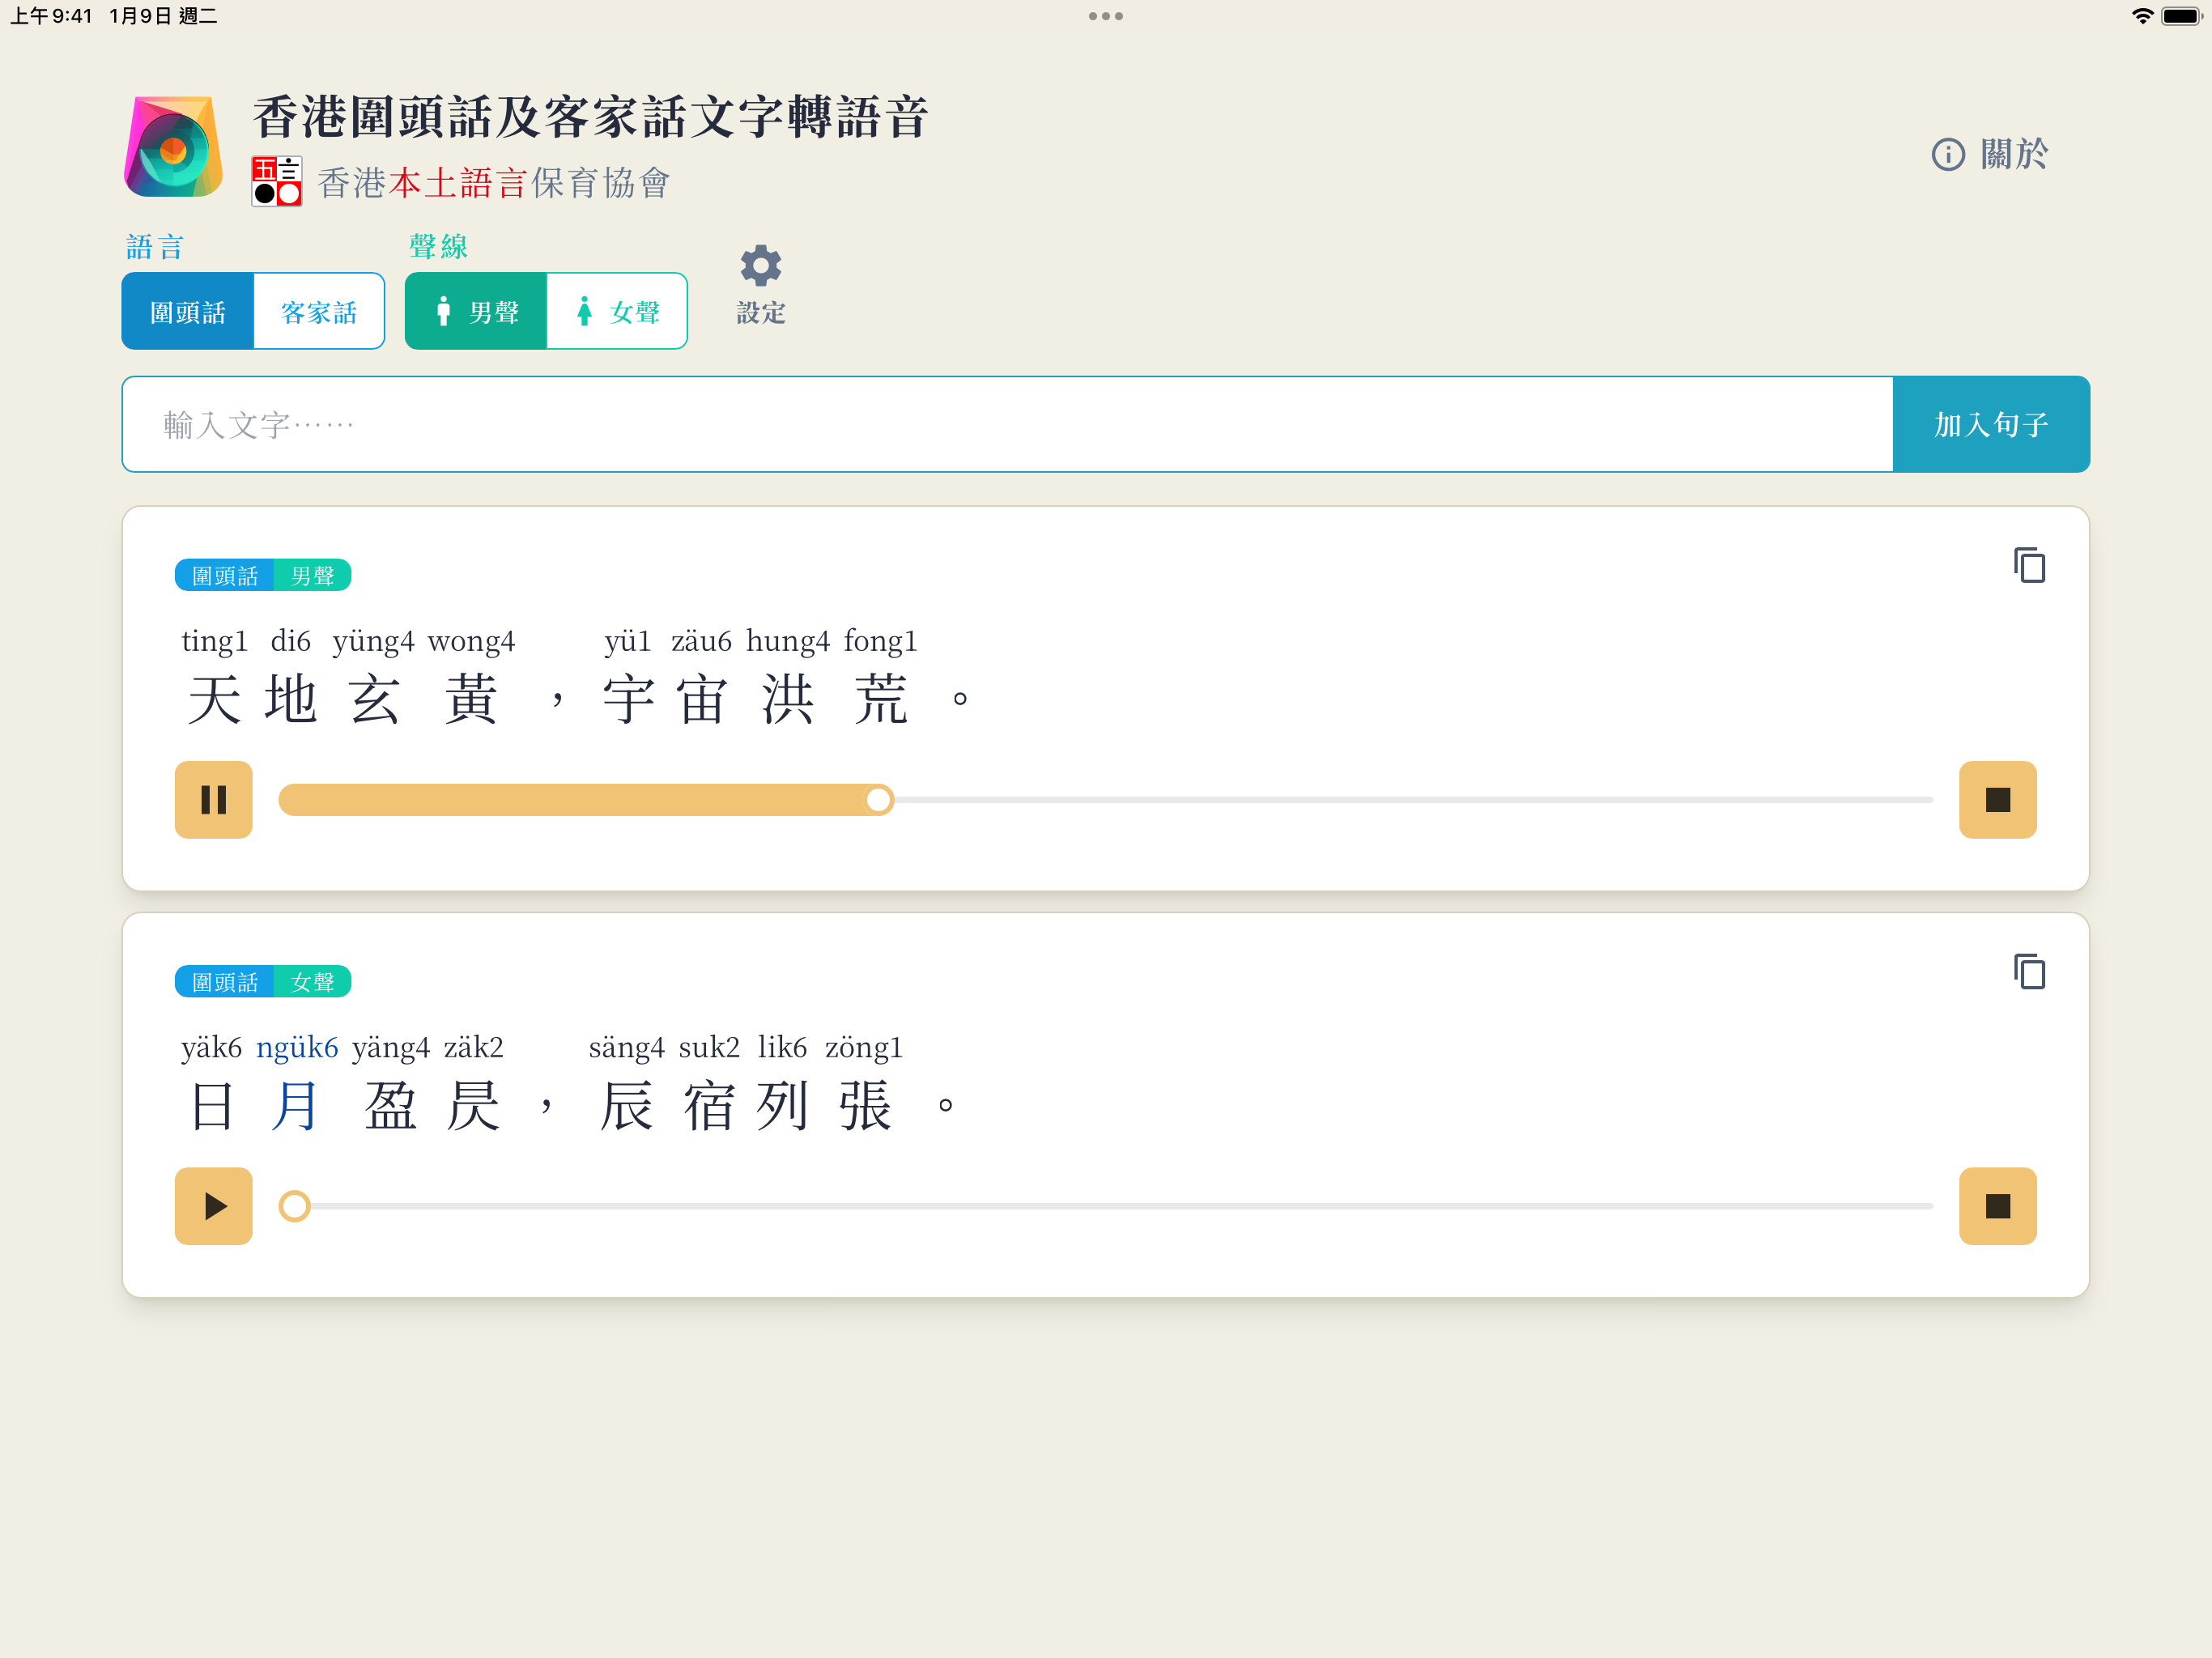 上午9:41 1月9日 週二
香港圍頭話及客家話文字轉語音
五言
香港本土語言保育協會
關於
語言
圍頭話 客家話
聲線
男聲 女聲
設定
輸入文字⋯⋯
加入句子
圍頭話 男聲
ting1 di6 yüng4 wong4 yü1 zäu6 hung4 fong1
天地玄黃，宇宙洪荒。
圍頭話 女聲
yäk6 ngük6 yäng4 zäk2 säng4 suk2 lik6 zöng1
日月盈昃，辰宿列張。